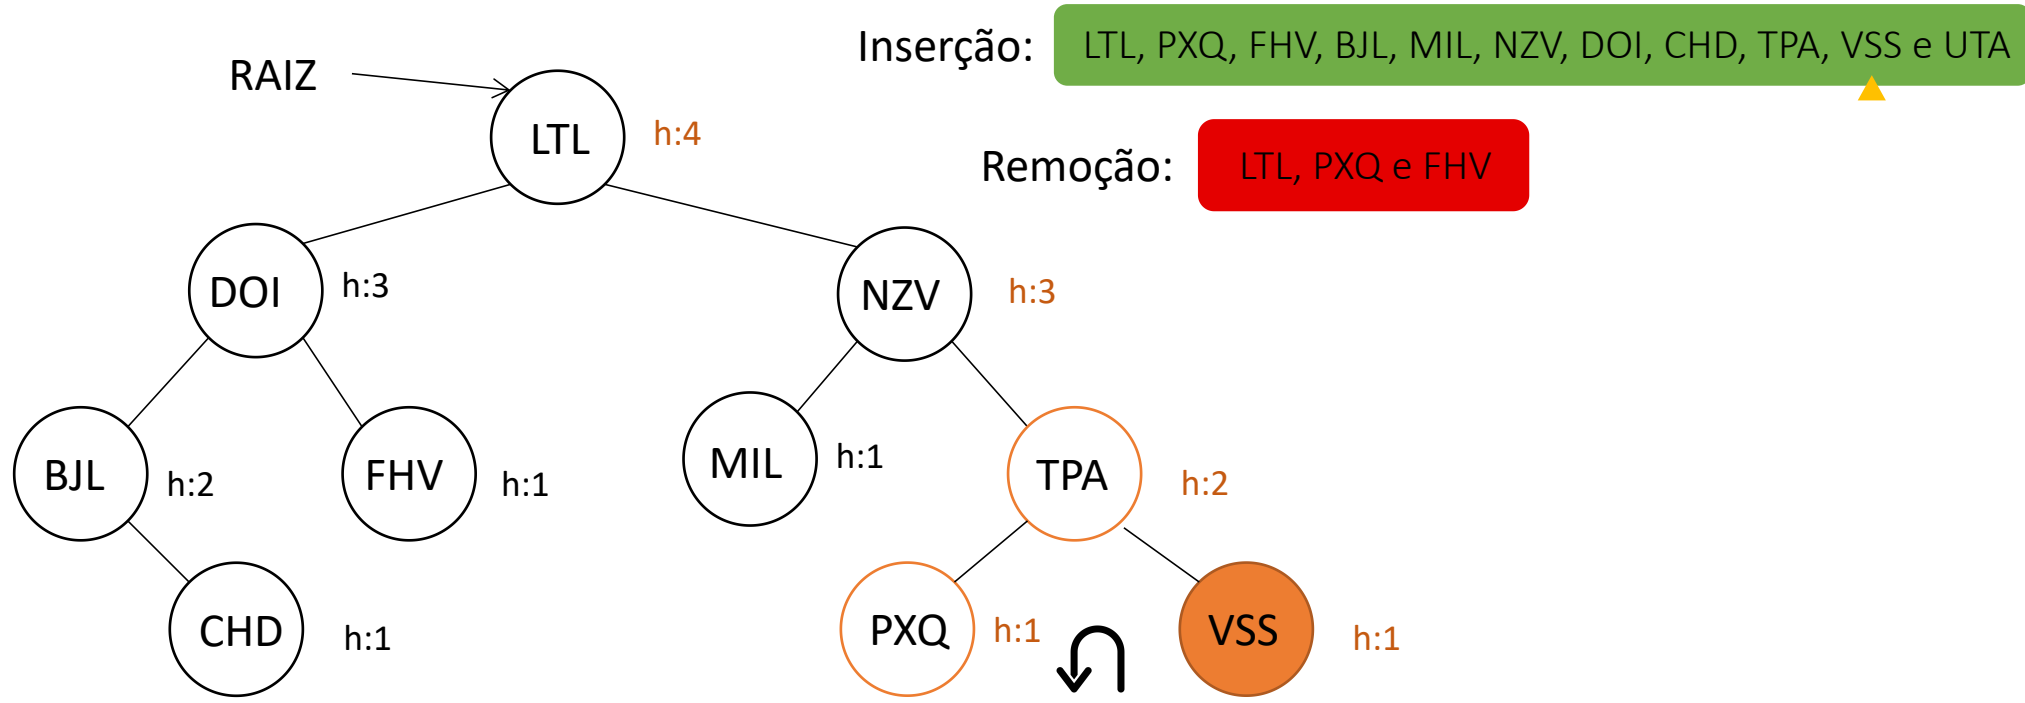 Inserção: LTL, PXQ, FHV, BJL, MIL, NZV, DOI, CHD, TPA, VSS e UTA
RAIZ
LTL h:4
Remoção: LTL, PXQ e FHV
DOI h:3
NZV h:3
BJL h:2
FHV h:1
MIL h:1
TPA h:2
CHD h:1
PXQ h:1
VSS h:1